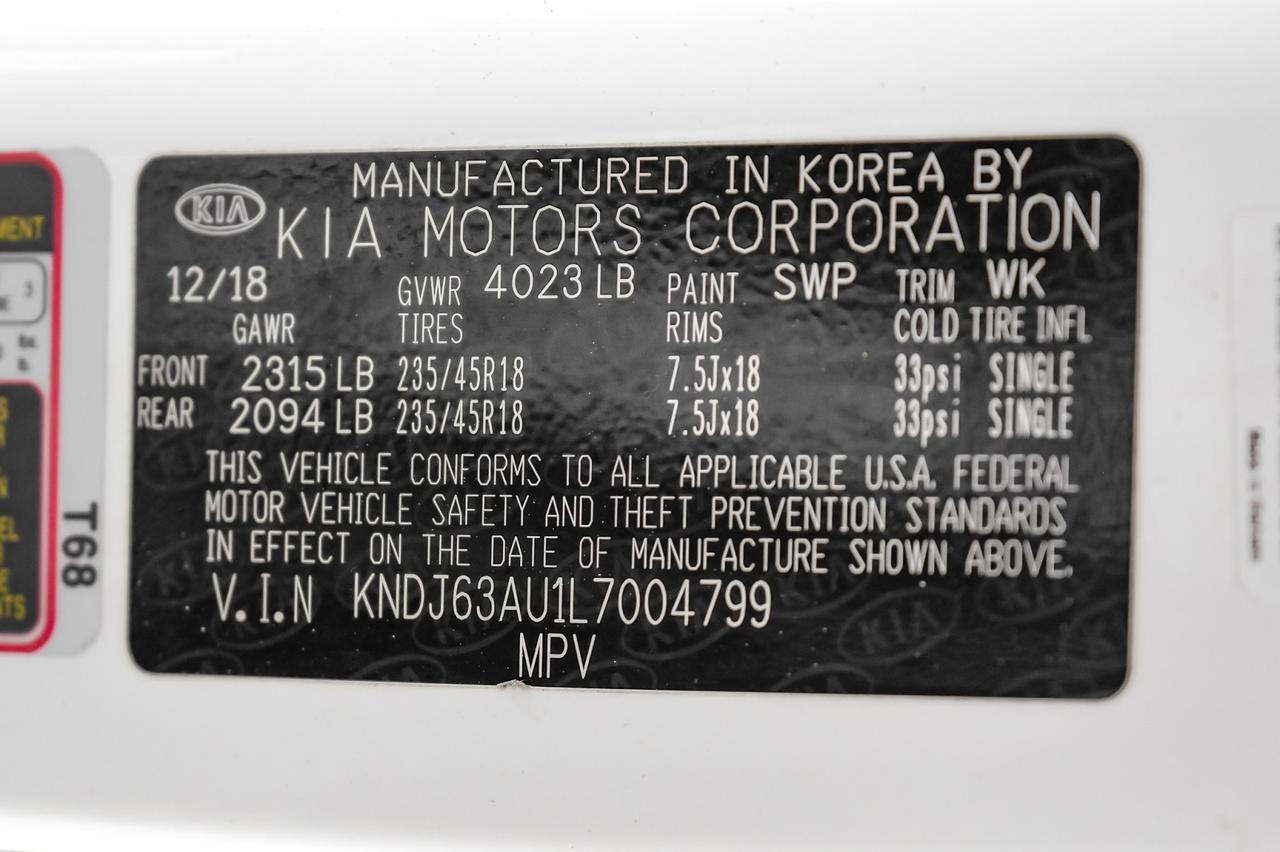 MANUFACTURED IN KOREA BY
KIA KIA MOTORS CORPORATION
12/18 GVWR 4023 LB PAINT SWP TRIM WK
GAWR TIRES RIMS COLD TIRE INFL
FRONT 2315 LB 235/45R18 7.5Jx18 33psi SINGLE
REAR 2094 LB 235/45R18 7.5Jx18 33psi SINGLE
THIS VEHICLE CONFORMS TO ALL APPLICABLE U.S.A. FEDERAL
MOTOR VEHICLE SAFETY AND THEFT PREVENTION STANDARDS
IN EFFECT ON THE DATE OF MANUFACTURE SHOWN ABOVE.
V.I.N KNDJ63AU1L7004799
MPV
T68
3